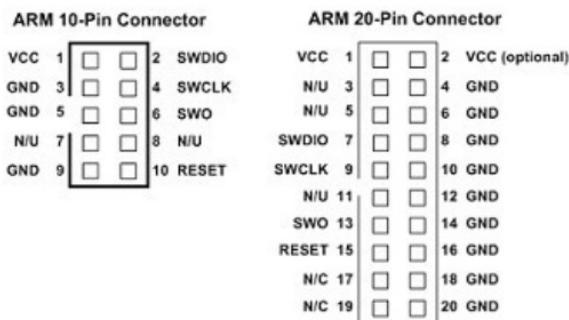 ARM 10-Pin Connector
VCC 1 2 SWDIO
GND 3 4 SWCLK
GND 5 6 SWO
N/U 7 8 N/U
GND 9 10 RESET
ARM 20-Pin Connector
VCC 1 2 VCC (optional)
N/U 3 4 GND
N/U 5 6 GND
SWDIO 7 8 GND
SWCLK 9 10 GND
N/U 11 12 GND
SWO 13 14 GND
RESET 15 16 GND
N/C 17 18 GND
N/C 19 20 GND